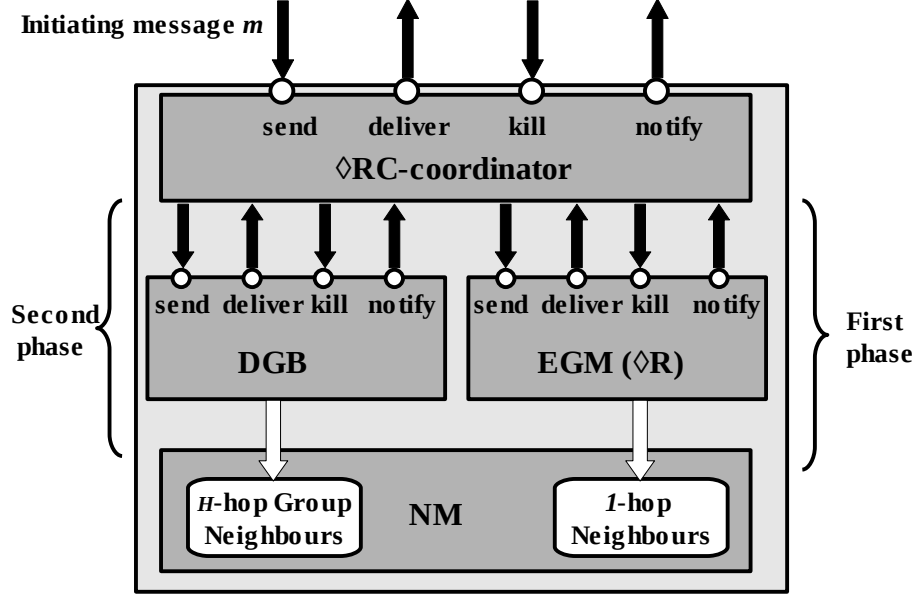 Initiating message m
send deliver kill notify
◊RC-coordinator
send deliver kill notify
send deliver kill notify
Second
phase
DGB
EGM (◊R)
First
phase
H-hop Group
Neighbours
NM
1-hop
Neighbours